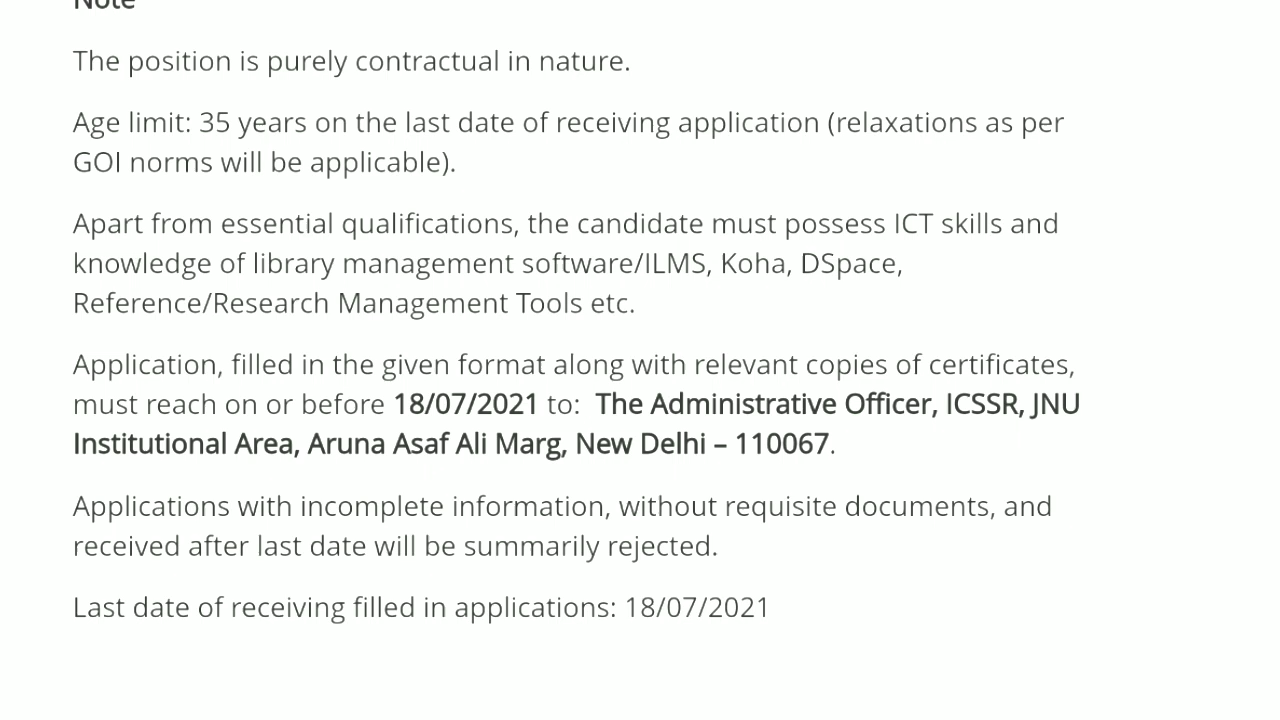 Note
The position is purely contractual in nature.
Age limit: 35 years on the last date of receiving application (relaxations as per
GOI norms will be applicable).
Apart from essential qualifications, the candidate must possess ICT skills and
knowledge of library management software/ILMS, Koha, DSpace,
Reference/Research Management Tools etc.
Application, filled in the given format along with relevant copies of certificates,
must reach on or before 18/07/2021 to:  The Administrative Officer, ICSSR, JNU
Institutional Area, Aruna Asaf Ali Marg, New Delhi – 110067.
Applications with incomplete information, without requisite documents, and
received after last date will be summarily rejected.
Last date of receiving filled in applications: 18/07/2021